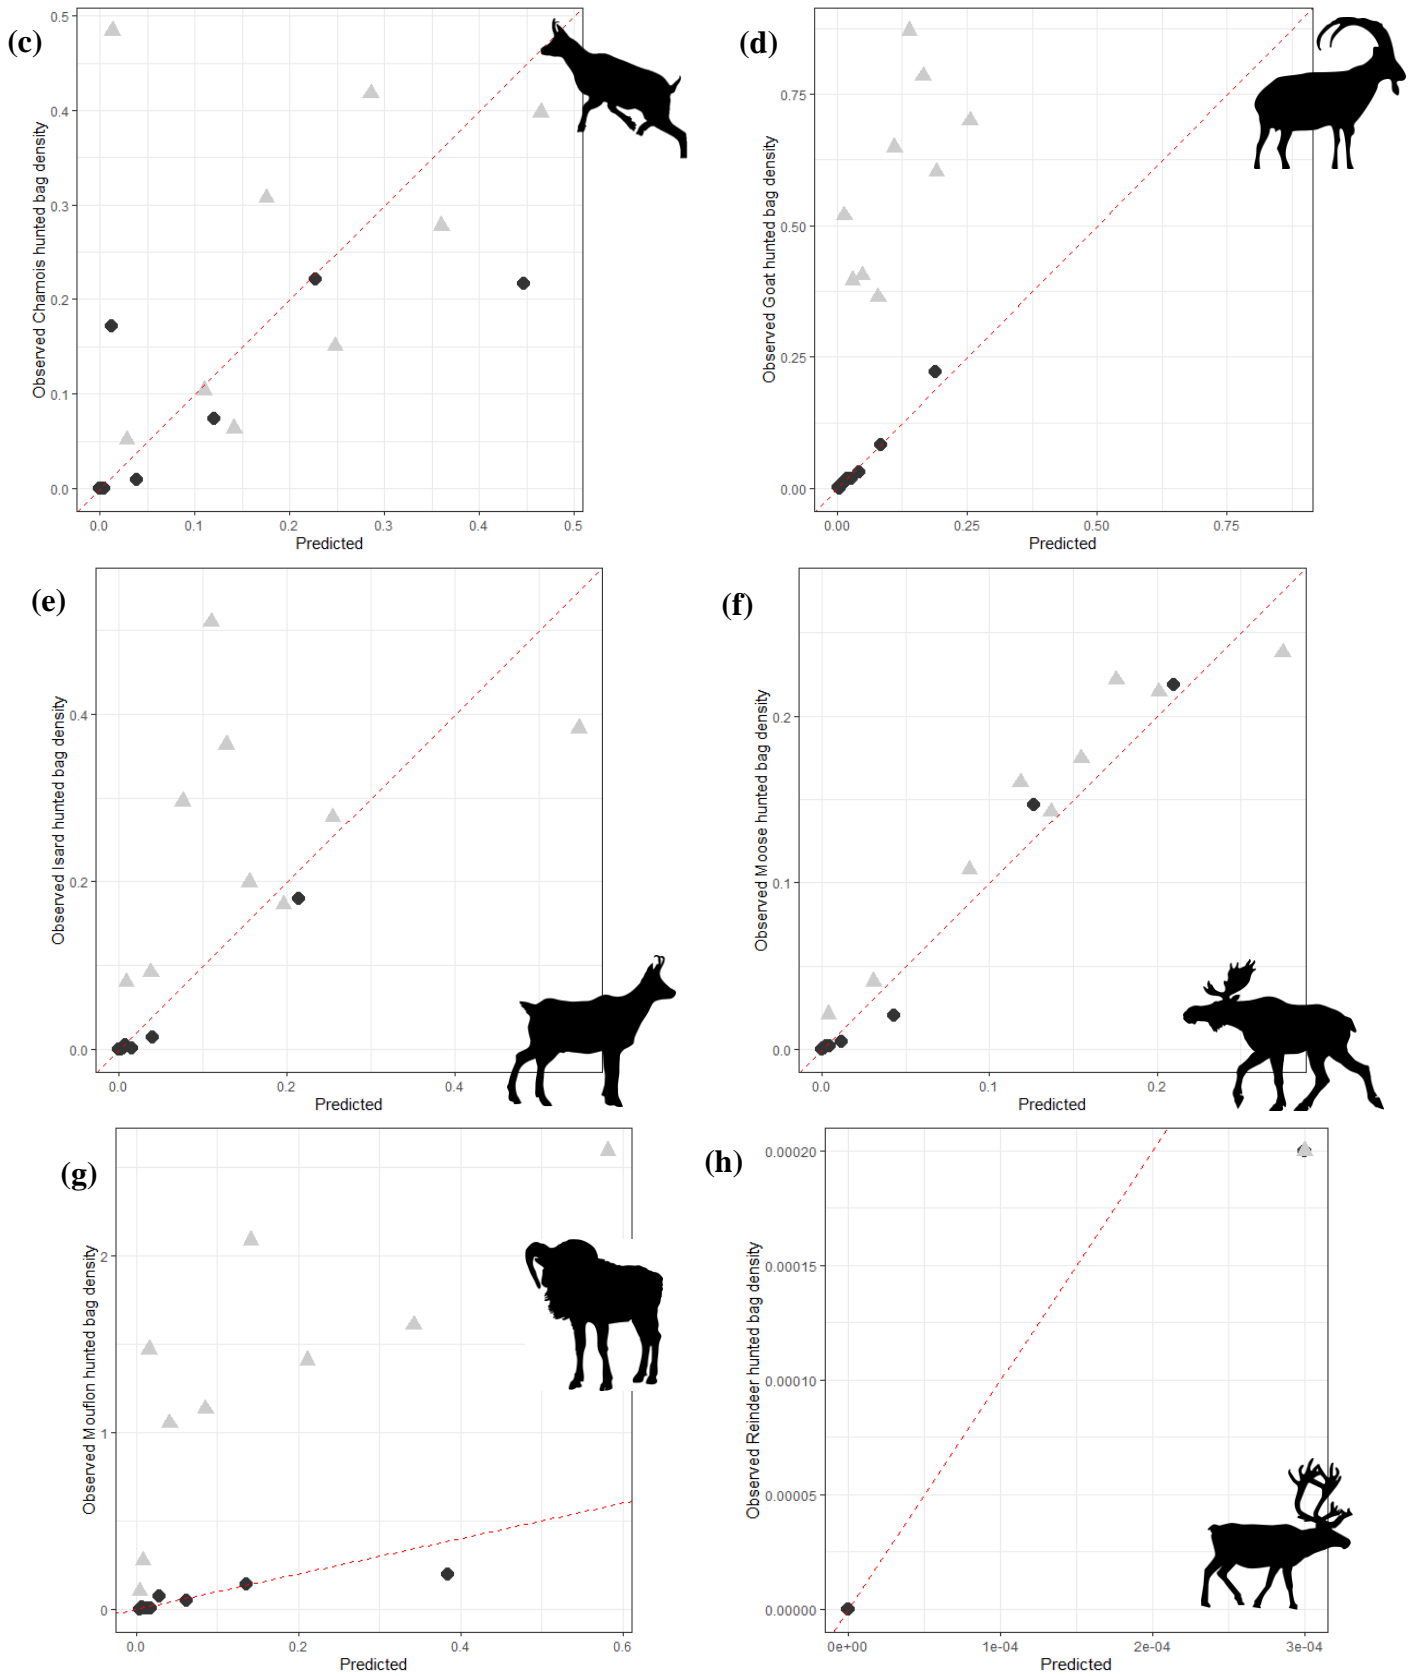 (c)
Observed Chamois hunted bag density
0.5
0.4
0.3
0.2
0.1
0.0
0.0 0.1 0.2 0.3 0.4 0.5
Predicted
(d)
Observed Goat hunted bag density
0.75
0.50
0.25
0.00
0.00 0.25 0.50 0.75
Predicted
(e)
Observed Isard hunted bag density
0.4
0.2
0.0
0.0 0.2 0.4
Predicted
(f)
Observed Moose hunted bag density
0.2
0.1
0.0
0.0 0.1 0.2
Predicted
(g)
Observed Mouflon hunted bag density
2
1
0
0.0 0.2 0.4 0.6
Predicted
(h)
Observed Reindeer hunted bag density
0.00020
0.00015
0.00010
0.00005
0.00000
0e+00 1e-04 2e-04 3e-04
Predicted